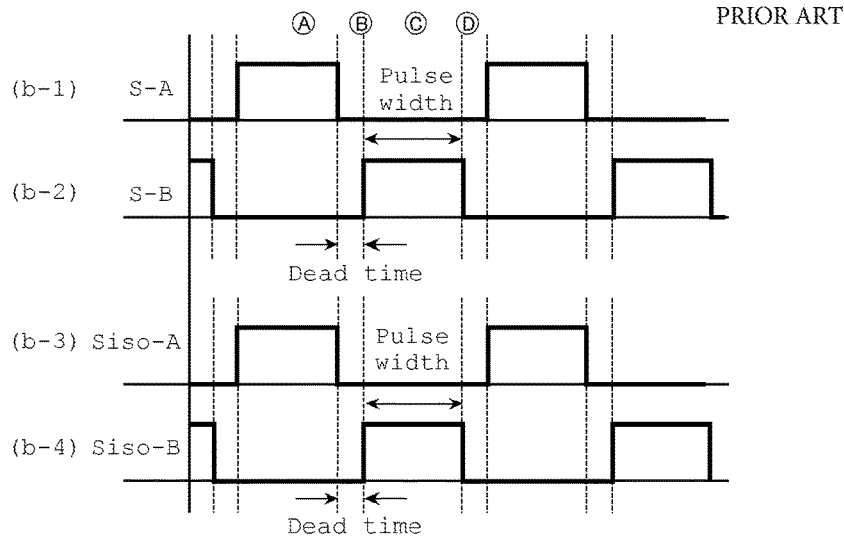 Ⓐ Ⓑ Ⓒ Ⓓ
PRIOR ART
(b-1) S-A
Pulse
width
(b-2) S-B
Dead time
(b-3) Siso-A
Pulse
width
(b-4) Siso-B
Dead time